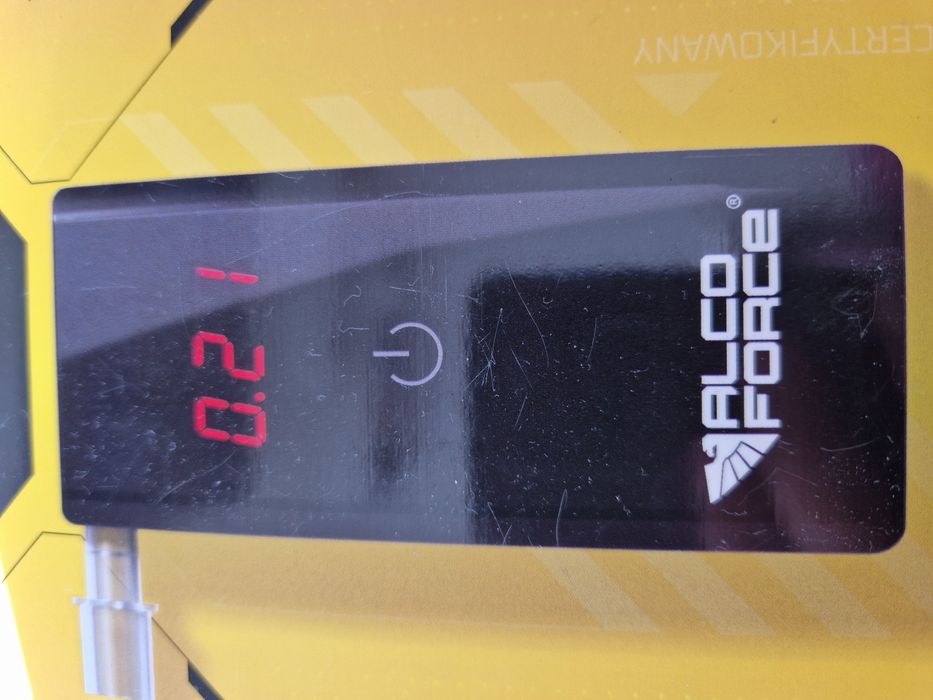 CERTYFIKOWANY
0.21
ALCO
FORCE®